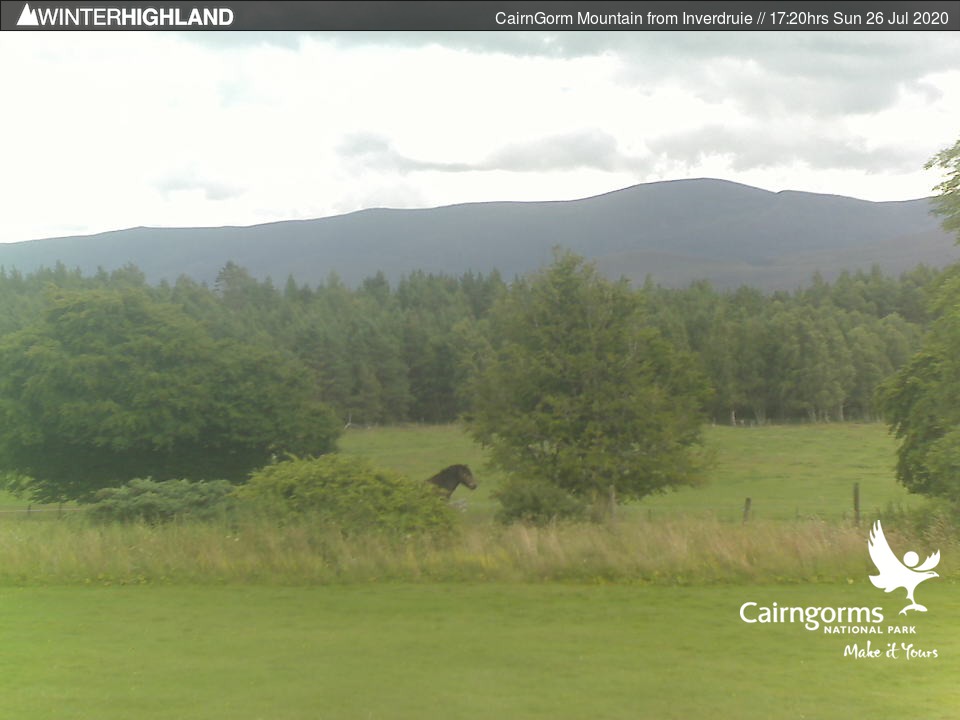 WINTERHIGHLAND
CairnGorm Mountain from Inverdruie // 17:20hrs Sun 26 Jul 2020
Cairngorms
NATIONAL PARK
Make it Yours